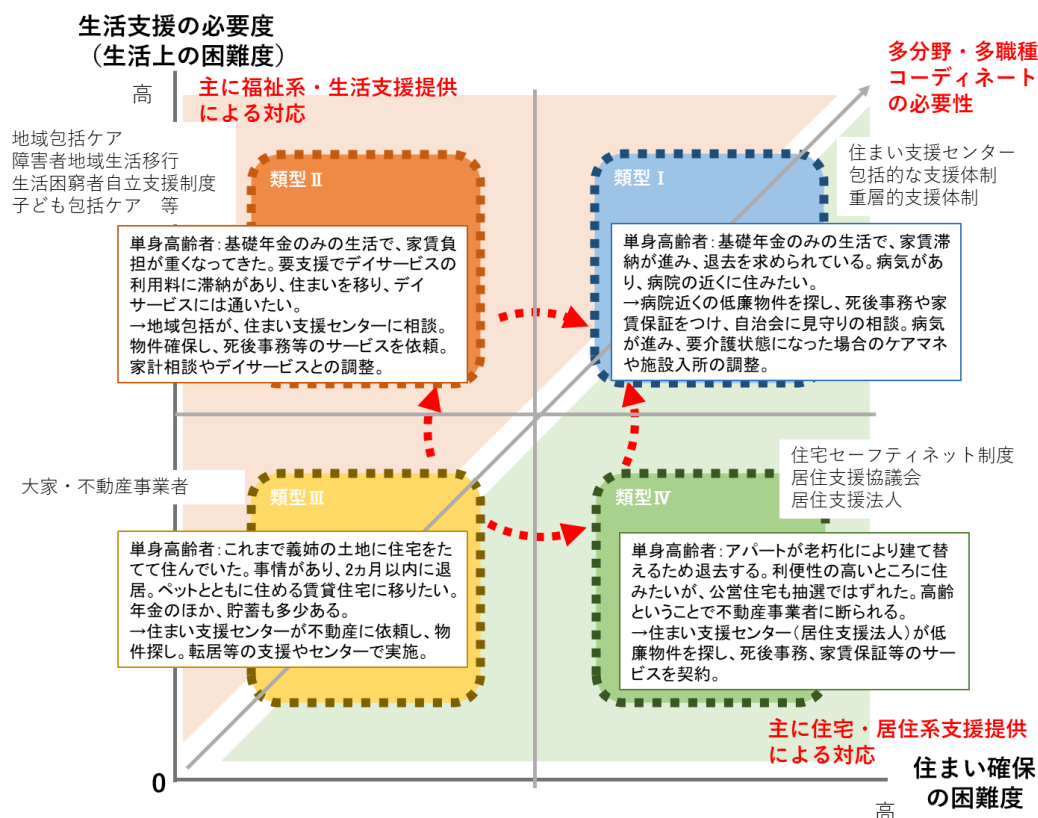 生活支援の必要度
（生活上の困難度）
高
主に福祉系・生活支援提供
による対応
多分野・多職種
コーディネート
の必要性
地域包括ケア
障害者地域生活移行
生活困窮者自立支援制度
子ども包括ケア　等
類型Ⅱ
単身高齢者：基礎年金のみの生活で、家賃負
担が重くなってきた。要支援でデイサービスの
利用料に滞納があり、住まいを移り、デイ
サービスには通いたい。
→地域包括が、住まい支援センターに相談。
物件確保し、死後事務等のサービスを依頼。
家計相談やデイサービスとの調整。
類型Ⅰ
住まい支援センター
包括的な支援体制
重層的支援体制
単身高齢者：基礎年金のみの生活で、家賃滞
納が進み、退去を求められている。病気があ
り、病院の近くに住みたい。
→病院近くの低廉物件を探し、死後事務や家
賃保証をつけ、自治会に見守りの相談。病気
が進み、要介護状態になった場合のケアマネ
や施設入所の調整。
大家・不動産事業者
類型Ⅲ
単身高齢者：これまで義姉の土地に住宅をた
てて住んでいた。事情があり、2ヵ月以内に退
居。ペットとともに住める賃貸住宅に移りたい。
年金のほか、貯蓄も多少ある。
→住まい支援センターが不動産に依頼し、物
件探し。転居等の支援やセンターで実施。
類型Ⅳ
住宅セーフティネット制度
居住支援協議会
居住支援法人
単身高齢者：アパートが老朽化により建て替
えるため退去する。利便性の高いところに住
みたいが、公営住宅も抽選ではずれた。高齢
ということで不動産事業者に断られる。
→住まい支援センター（居住支援法人）が低
廉物件を探し、死後事務、家賃保証等のサー
ビスを契約。
主に住宅・居住系支援提供
による対応
0
住まい確保
の困難度
高